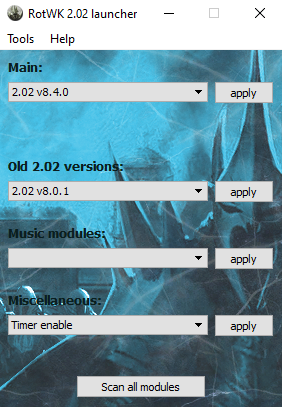 RotWK 2.02 launcher
Tools Help
Main:
2.02 v8.4.0 apply
Old 2.02 versions:
2.02 v8.0.1 apply
Music modules:
apply
Miscellaneous:
Timer enable apply
Scan all modules